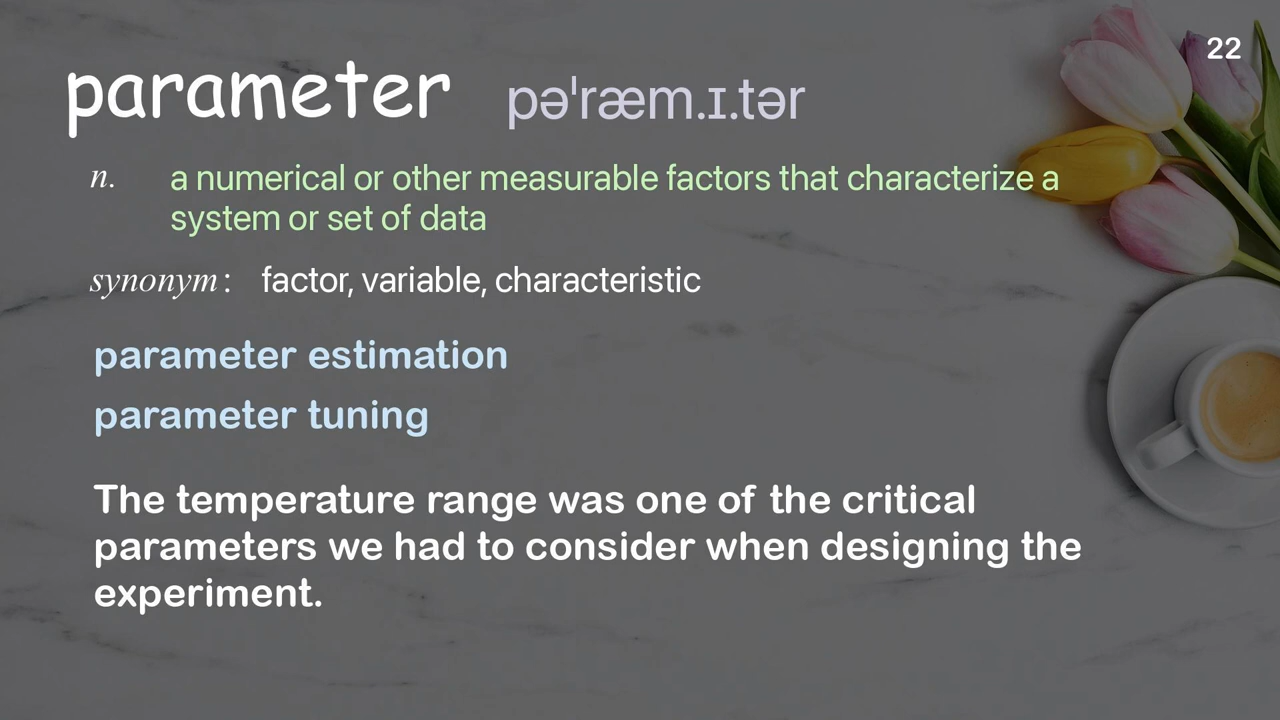 22
parameter pəˈræm.ɪ.tər
n. a numerical or other measurable factors that characterize a
system or set of data
synonym: factor, variable, characteristic
parameter estimation
parameter tuning
The temperature range was one of the critical
parameters we had to consider when designing the
experiment.